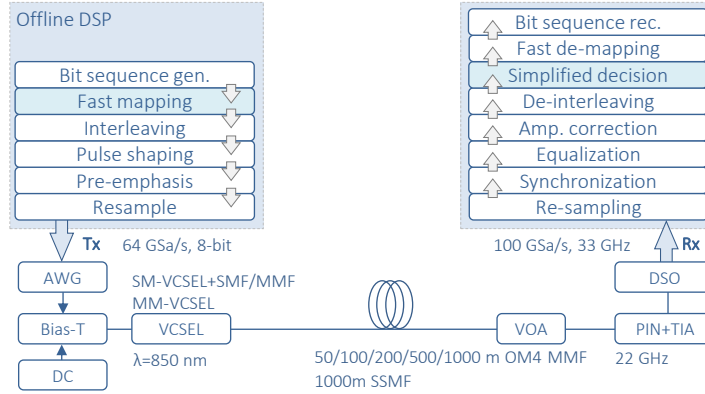 Offline DSP
Bit sequence gen.
Fast mapping
Interleaving
Pulse shaping
Pre-emphasis
Resample
Bit sequence rec.
Fast de-mapping
Simplified decision
De-interleaving
Amp. correction
Equalization
Synchronization
Re-sampling
Tx
64 GSa/s, 8-bit
100 GSa/s, 33 GHz
Rx
AWG
SM-VCSEL+SMF/MMF
MM-VCSEL
DSO
Bias-T
VCSEL
VOA
PIN+TIA
DC
λ=850 nm
50/100/200/500/1000 m OM4 MMF
1000m SSMF
22 GHz